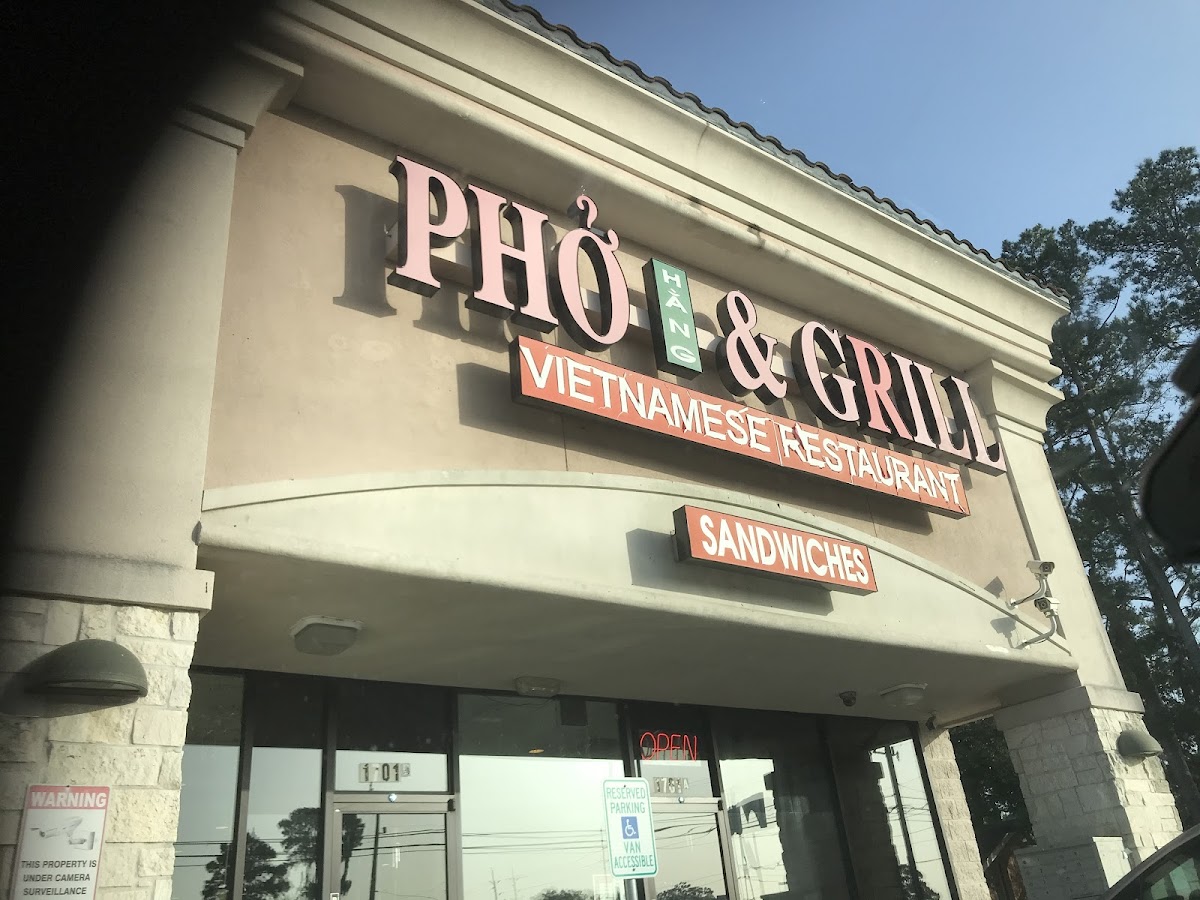 PHỞ HẰNG & GRILL
VIETNAMESE RESTAURANT
SANDWICHES
OPEN
RESERVED
PARKING
VAN
ACCESSIBLE
WARNING
THIS PROPERTY IS
UNDER CAMERA
SURVEILLANCE